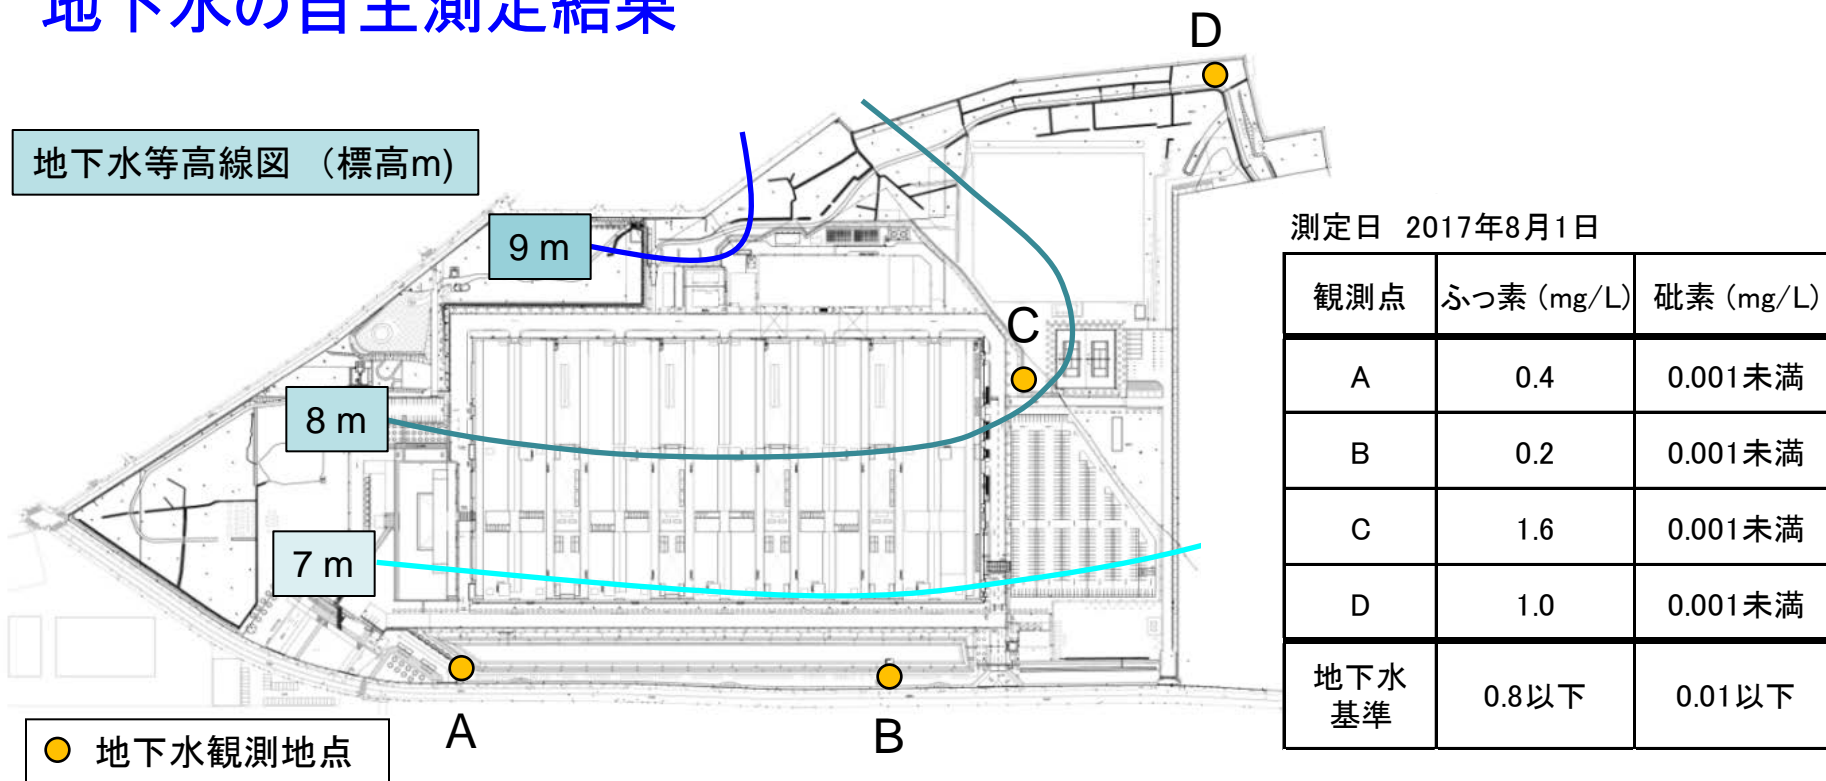 地下水の自主測定結果
D
地下水等高線図 （標高m)
9 m
測定日 2017年8月1日
観測点 ふっ素 (mg/L) 砒素 (mg/L)
C
A 0.4 0.001未満
8 m
B 0.2 0.001未満
C 1.6 0.001未満
7 m
D 1.0 0.001未満
地下水
基準 0.8以下 0.01以下
A
B
地下水観測地点